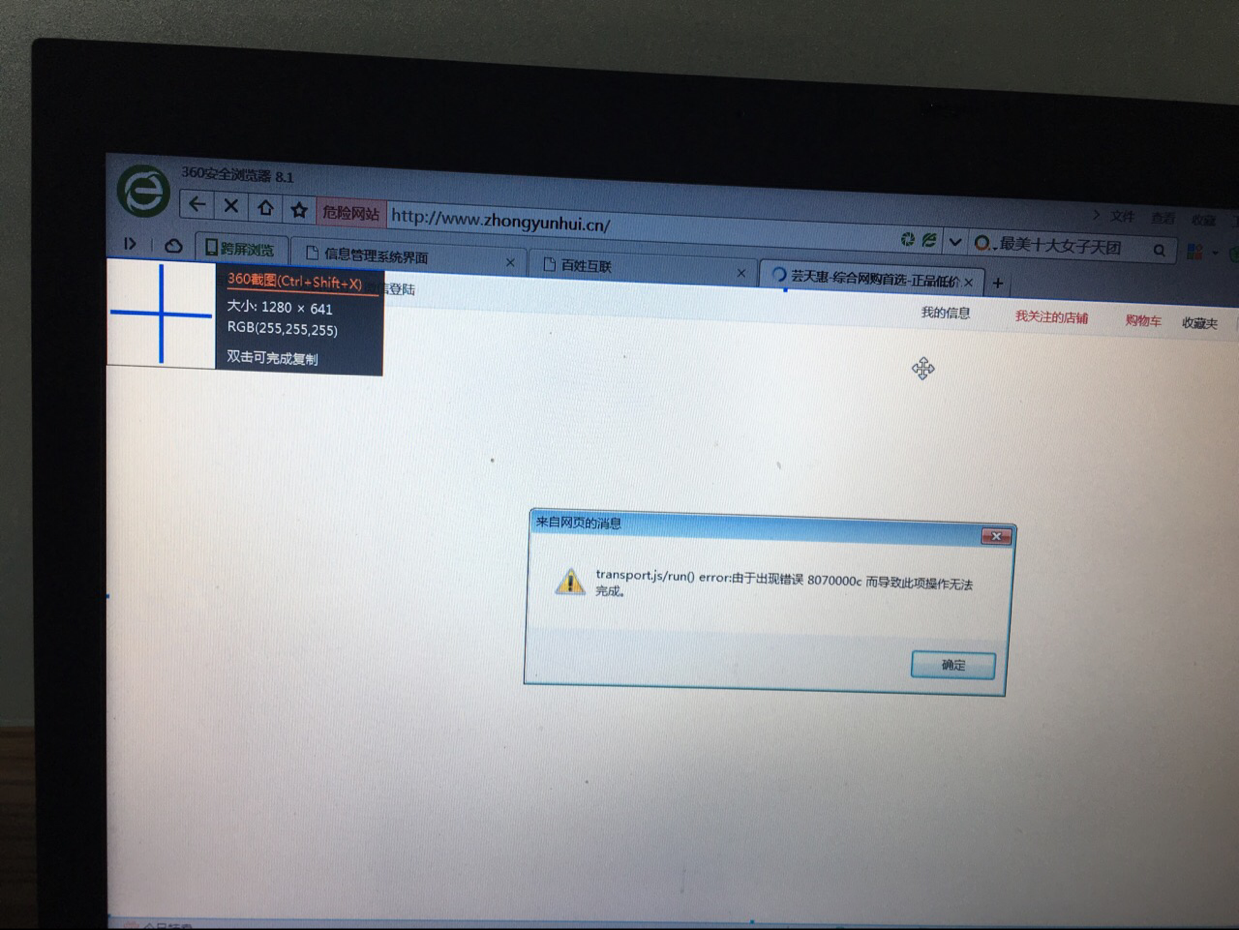 360安全浏览器 8.1
文件 查看 收藏
危险网站 http://www.zhongyunhui.cn/
最美十大女子天团
跨屏浏览
信息管理系统界面
百姓互联
芸天惠-综合网购首选-正品低价
360截图(Ctrl+Shift+X)
大小: 1280 × 641
RGB(255,255,255)
双击可完成复制
信登陆
我的信息
我关注的店铺
购物车
收藏夹
来自网页的消息
transport.js/run() error:由于出现错误 8070000c 而导致此项操作无法
完成。
确定